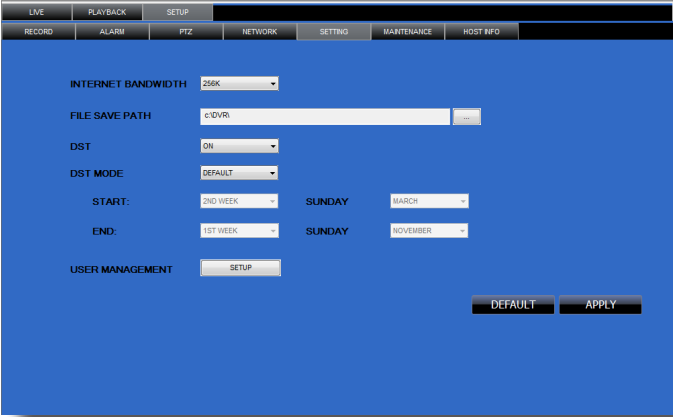 LIVE PLAYBACK SETUP
RECORD ALARM PTZ NETWORK SETTING MAINTENANCE HOST INFO
INTERNET BANDWIDTH 256K
FILE SAVE PATH c:\DVR\ ...
DST ON
DST MODE DEFAULT
START: 2ND WEEK SUNDAY MARCH
END: 1ST WEEK SUNDAY NOVEMBER
USER MANAGEMENT SETUP
DEFAULT APPLY